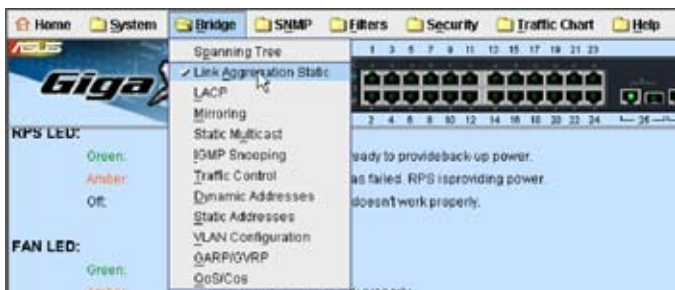 Home System Bridge SNMP Filters Security Traffic Chart Help
ASUS
GigaX
Spanning Tree
Link Aggregation Static
LACP
Mirroring
Static Multicast
IGMP Snooping
Traffic Control
Dynamic Addresses
Static Addresses
VLAN Configuration
GARP/GVRP
QoS/Cos
1 3 5 7 9 11 13 15 17 19 21 23
2 4 6 8 10 12 14 16 18 20 22 24 25
RPS LED:
Green: eady to provideback-up power.
Amber: as failed. RPS isproviding power.
Off: doesn't work properly.
FAN LED:
Green: